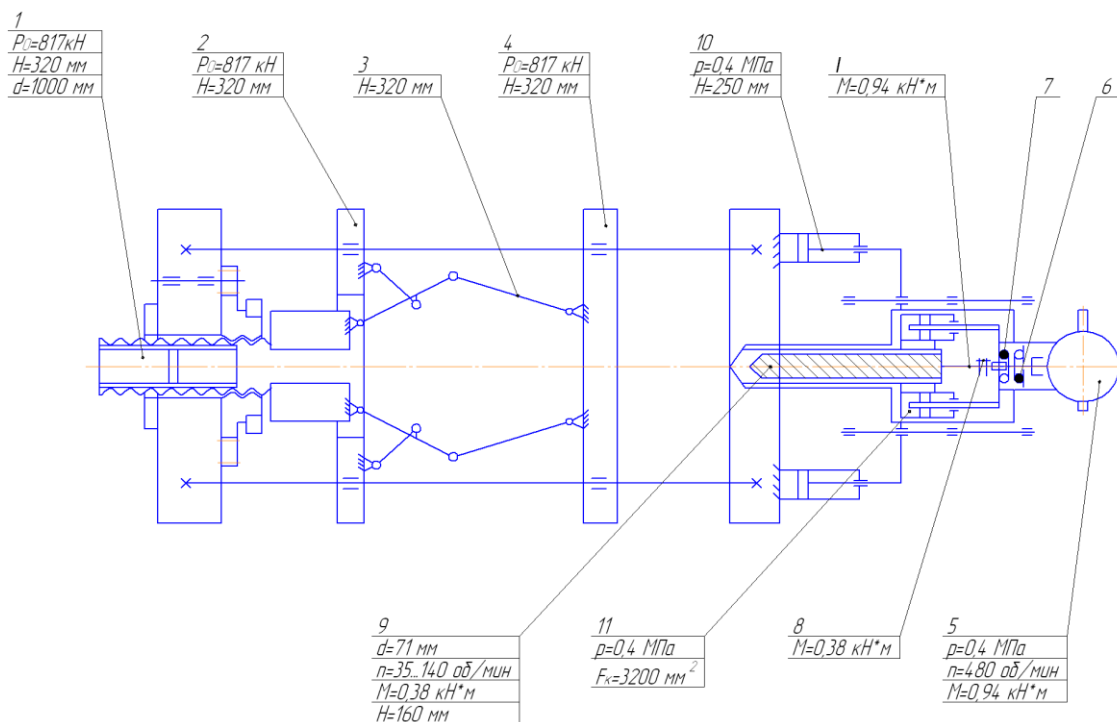 1
P₀=817кН
H=320 мм
d=1000 мм
2
P₀=817 кН
H=320 мм
3
H=320 мм
4
P₀=817 кН
H=320 мм
10
p=0,4 МПа
H=250 мм
I
M=0,94 кН*м
7
6
9
d=71 мм
n=35...140 об/мин
M=0,38 кН*м
H=160 мм
11
p=0,4 МПа
Fк=3200 мм²
8
M=0,38 кН*м
5
p=0,4 МПа
n=480 об/мин
M=0,94 кН*м